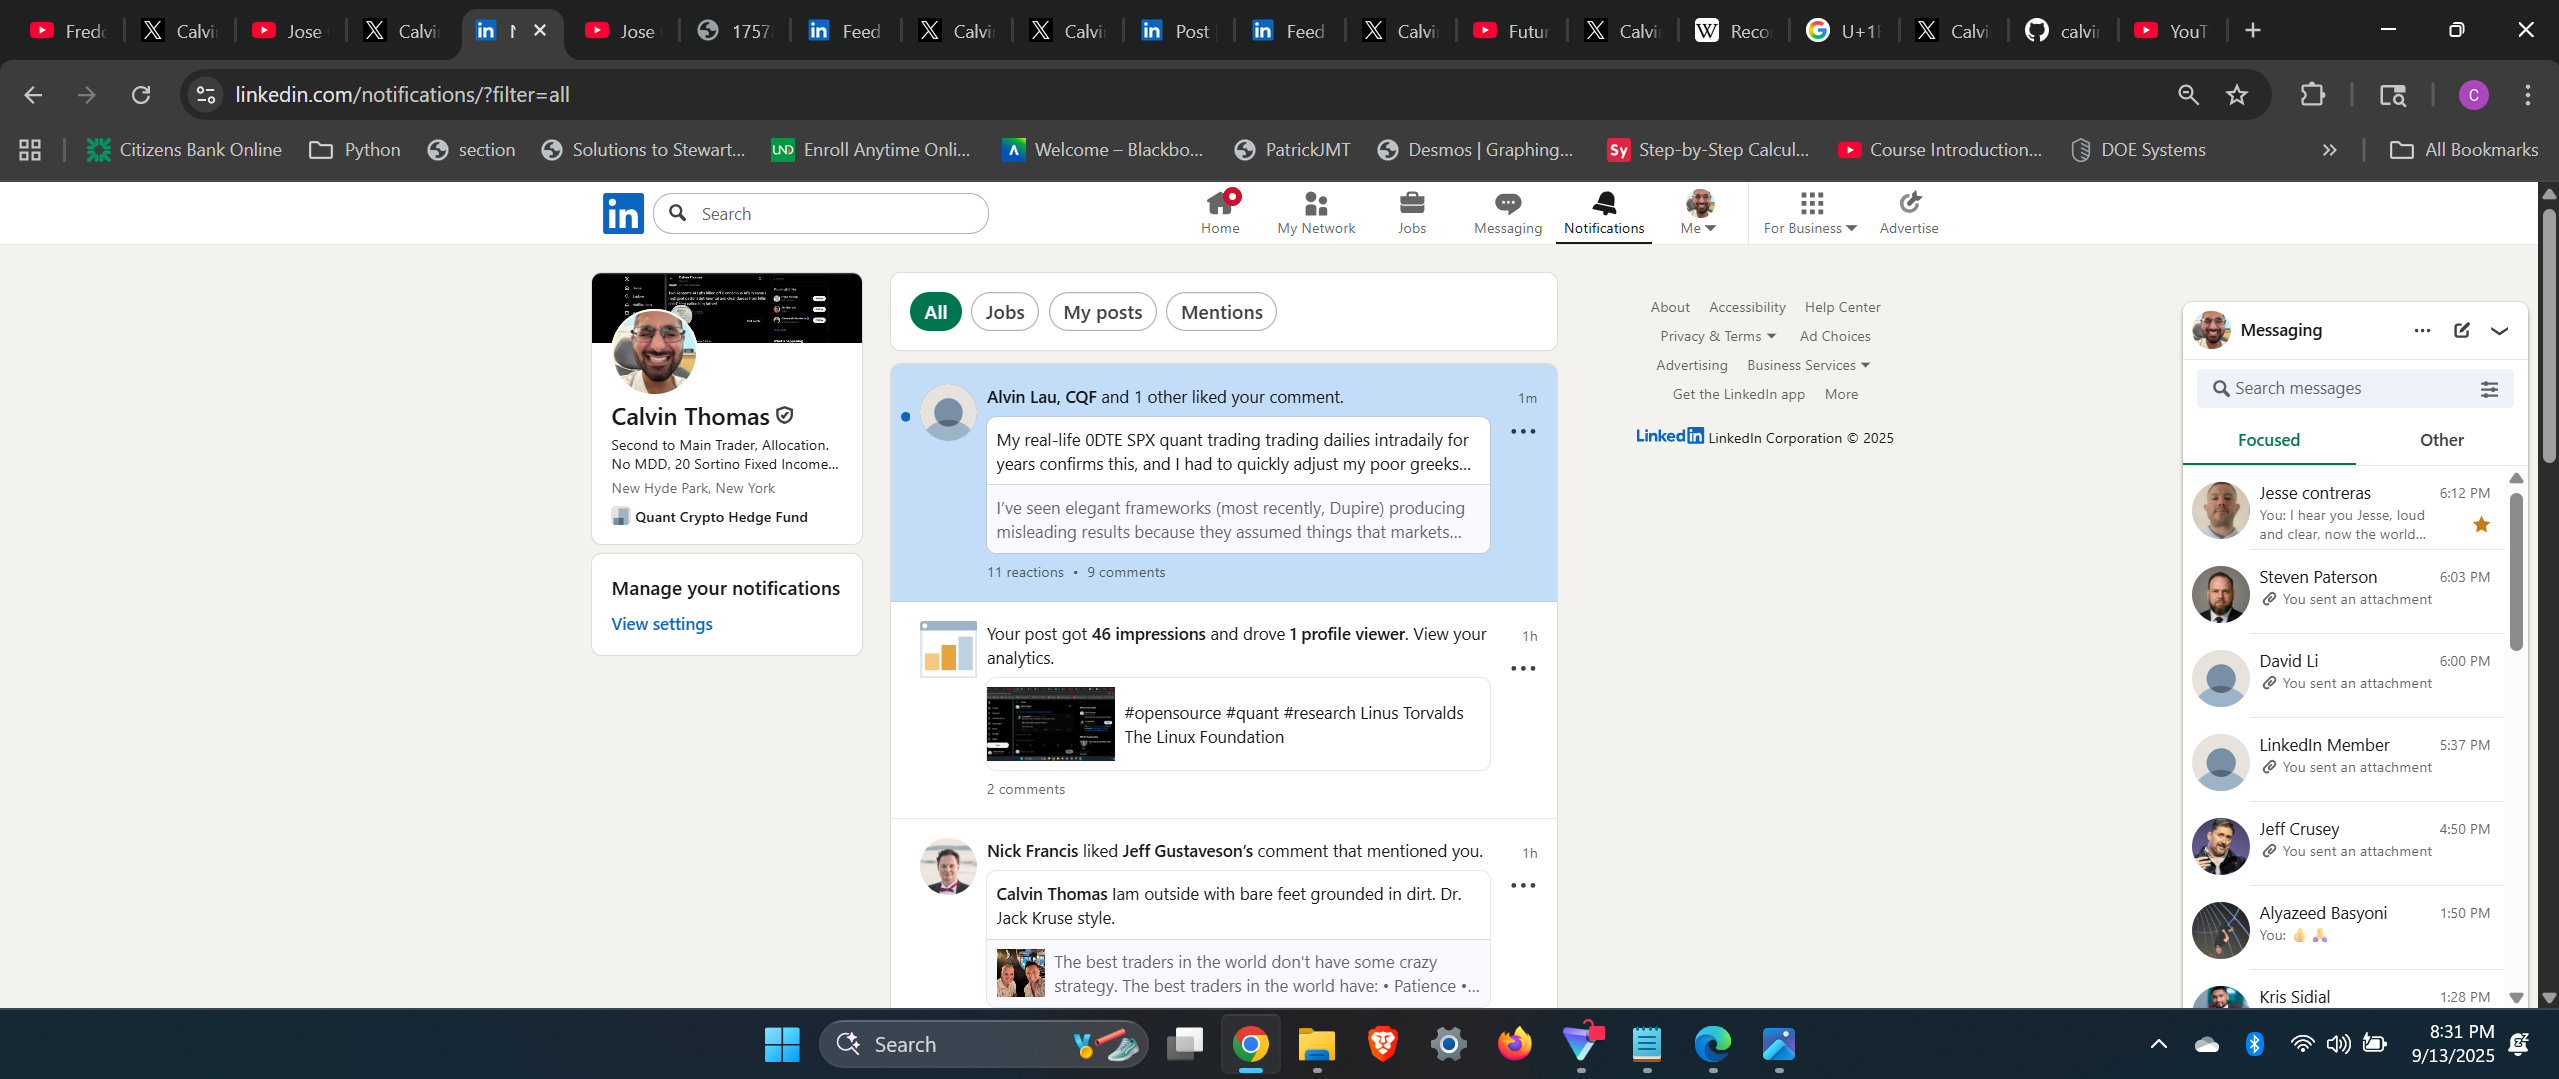 Fredo
Calvi
Jose
Calvi
Jose
1757
Feed
Calvi
Calvi
Post
Feed
Calvi
Futur
Calvi
Reco
U+1F
Calvi
calvi
YouT
linkedin.com/notifications/?filter=all
C
Citizens Bank Online
Python
section
Solutions to Stewart...
Enroll Anytime Onli...
Welcome – Blackbo...
PatrickJMT
Desmos | Graphing...
Step-by-Step Calcul...
Course Introduction...
DOE Systems
All Bookmarks
Search
Home
My Network
Jobs
Messaging
Notifications
Me
For Business
Advertise
Calvin Thomas
Second to Main Trader, Allocation.
No MDD, 20 Sortino Fixed Income...
New Hyde Park, New York
Quant Crypto Hedge Fund
Manage your notifications
View settings
All
Jobs
My posts
Mentions
Alvin Lau, CQF and 1 other liked your comment.
1m
My real-life 0DTE SPX quant trading trading dailies intradaily for
years confirms this, and I had to quickly adjust my poor greeks...
I've seen elegant frameworks (most recently, Dupire) producing
misleading results because they assumed things that markets...
11 reactions • 9 comments
Your post got 46 impressions and drove 1 profile viewer. View your
analytics.
1h
#opensource #quant #research Linus Torvalds
The Linux Foundation
2 comments
Nick Francis liked Jeff Gustaveson's comment that mentioned you.
1h
Calvin Thomas Iam outside with bare feet grounded in dirt. Dr.
Jack Kruse style.
The best traders in the world don't have some crazy
strategy. The best traders in the world have: • Patience •...
About
Accessibility
Help Center
Privacy & Terms
Ad Choices
Advertising
Business Services
Get the LinkedIn app
More
LinkedIn LinkedIn Corporation © 2025
Messaging
Search messages
Focused
Other
Jesse contreras
6:12 PM
You: I hear you Jesse, loud
and clear, now the world...
Steven Paterson
6:03 PM
You sent an attachment
David Li
6:00 PM
You sent an attachment
LinkedIn Member
5:37 PM
You sent an attachment
Jeff Crusey
4:50 PM
You sent an attachment
Alyazeed Basyoni
1:50 PM
You: 👍 🙏
Kris Sidial
1:28 PM
Search
8:31 PM
9/13/2025